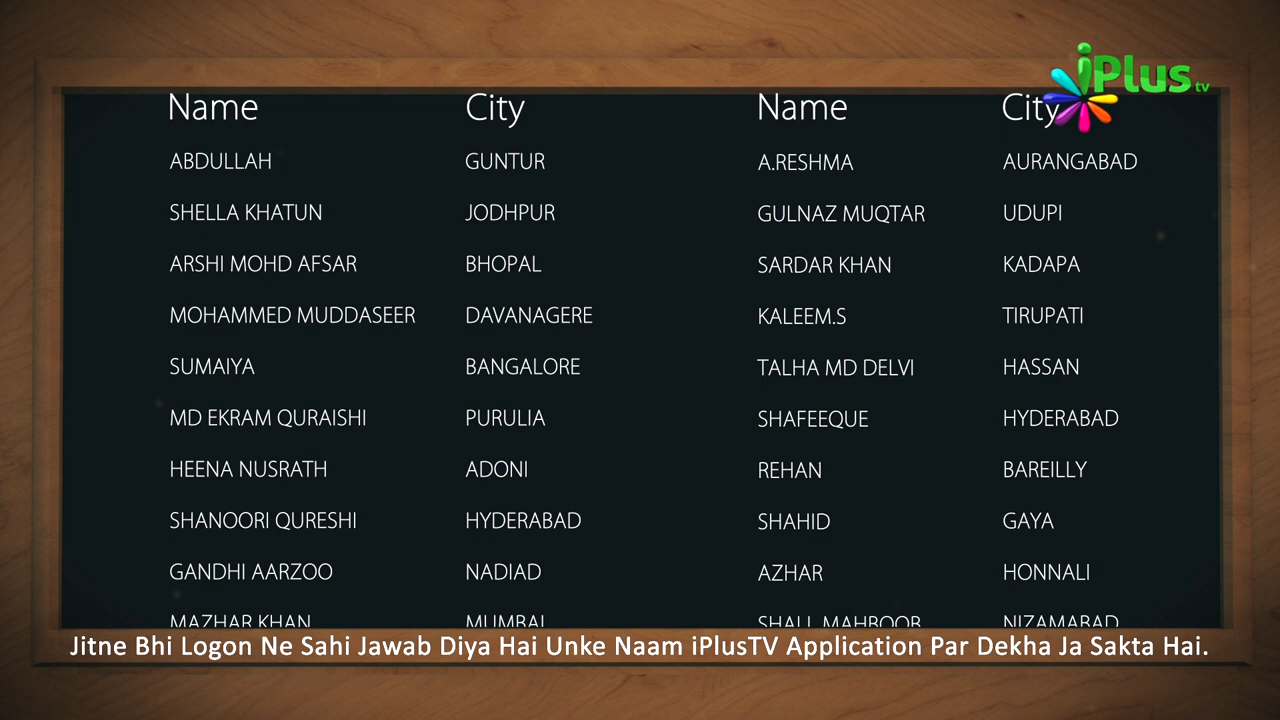 iPlus tv
Name City Name City
ABDULLAH GUNTUR A.RESHMA AURANGABAD
SHELLA KHATUN JODHPUR GULNAZ MUQTAR UDUPI
ARSHI MOHD AFSAR BHOPAL SARDAR KHAN KADAPA
MOHAMMED MUDDASEER DAVANAGERE KALEEM.S TIRUPATI
SUMAIYA BANGALORE TALHA MD DELVI HASSAN
MD EKRAM QURAISHI PURULIA SHAFEEQUE HYDERABAD
HEENA NUSRATH ADONI REHAN BAREILLY
SHANOORI QURESHI HYDERABAD SHAHID GAYA
GANDHI AARZOO NADIAD AZHAR HONNALI
MAZHAR KHAN MUMBAI MAHBOOB NIZAMABAD
Jitne Bhi Logon Ne Sahi Jawab Diya Hai Unke Naam iPlusTV Application Par Dekha Ja Sakta Hai.